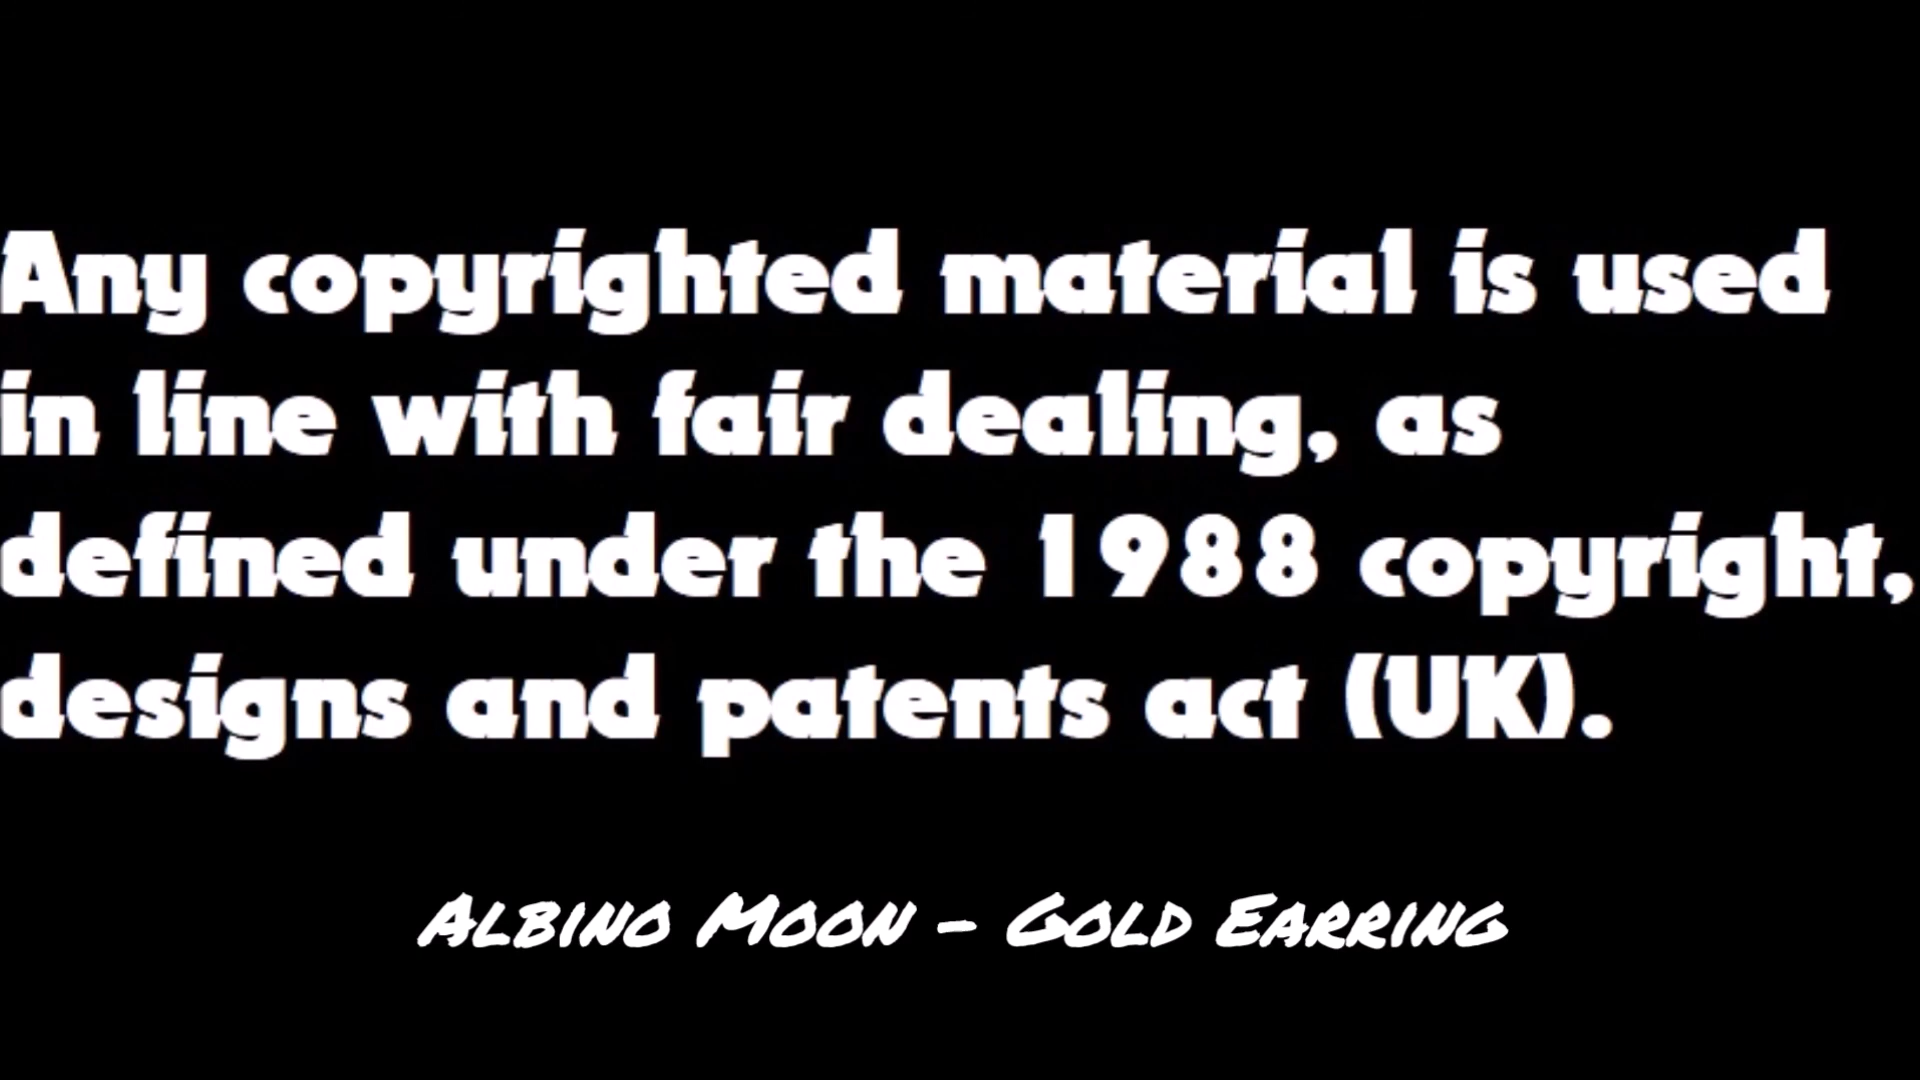 Any copyrighted material is used
in line with fair dealing, as
defined under the 1988 copyright,
designs and patents act (UK).
Albino Moon - Gold Earring